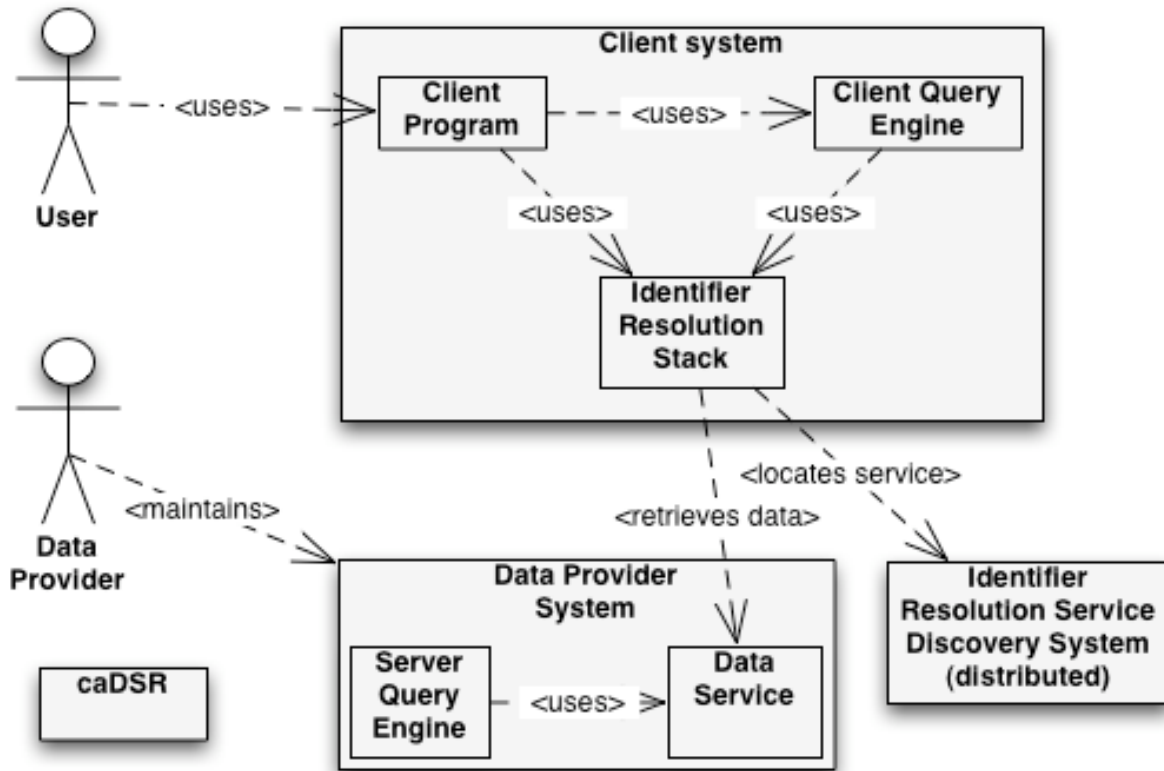 Client system
Client
Program
Client Query
Engine
<uses>
<uses>
User
<uses>
<uses>
Identifier
Resolution
Stack
<locates service>
<maintains>
<retrieves data>
Data
Provider
Data Provider
System
Identifier
Resolution Service
Discovery System
(distributed)
Server
Query
Engine
<uses>
Data
Service
caDSR